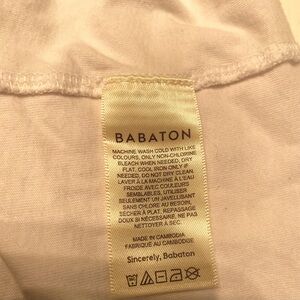 BABATON
MACHINE WASH COLD WITH LIKE
COLOURS, ONLY NON-CHLORINE
BLEACH WHEN NEEDED, DRY
FLAT, COOL IRON ONLY IF
NEEDED, DO NOT DRY CLEAN.
LAVER À LA MACHINE À L'EAU
FROIDE AVEC COULEURS
SEMBLABLES, UTILISER
SEULEMENT UN JAVELLISANT
SANS CHLORE AU BESOIN,
SÉCHER À PLAT, REPASSAGE
DOUX SI NÉCESSAIRE, NE PAS
NETTOYER À SEC.
MADE IN CAMBODIA
FABRIQUÉ AU CAMBODGE
Sincerely, Babaton